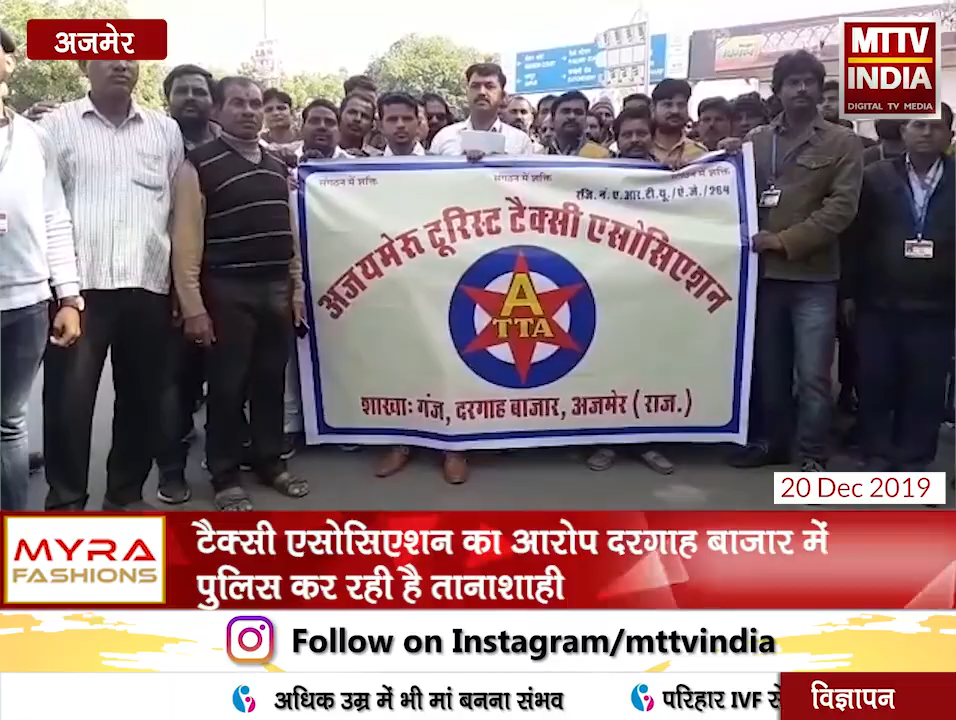 अजमेर
MTTV
INDIA
DIGITAL TV MEDIA
संगठन में शक्ति संगठन में शक्ति संगठन में शक्ति
रजि. नं. ए. आर. टी. यू. / ऐ. जे. / 264
अजयमेरु टूरिस्ट टैक्सी एसोसिएशन
A
TTA
शाखाः गंज, दरगाह बाजार, अजमेर ( राज. )
20 Dec 2019
MYRA
FASHIONS
टैक्सी एसोसिएशन का आरोप दरगाह बाजार में
पुलिस कर रही है तानाशाही
Follow on Instagram/mttvindia
अधिक उम्र में भी मां बनना संभव परिहार IVF से
विज्ञापन